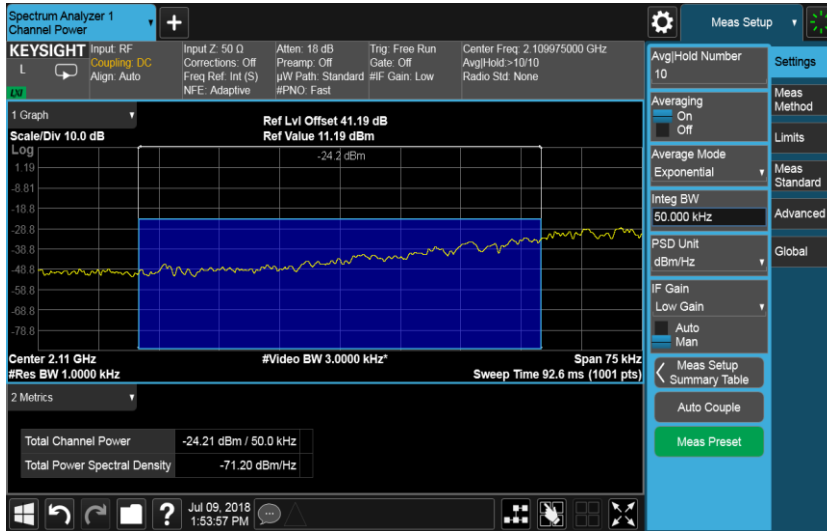 Spectrum Analyzer 1
Channel Power
Meas Setup
KEYSIGHT
L
LXI
Input: RF
Coupling: DC
Align: Auto
Input Z: 50 Ω
Corrections: Off
Freq Ref: Int (S)
NFE: Adaptive
Atten: 18 dB
Preamp: Off
µW Path: Standard
#PNO: Fast
Trig: Free Run
Gate: Off
#IF Gain: Low
Center Freq: 2.109975000 GHz
Avg|Hold:>10/10
Radio Std: None
1 Graph
Scale/Div 10.0 dB
Ref Lvl Offset 41.19 dB
Ref Value 11.19 dBm
Log
1.19
-8.81
-18.8
-28.8
-38.8
-48.8
-58.8
-68.8
-78.8
-24.2 dBm
Center 2.11 GHz
#Video BW 3.0000 kHz*
Span 75 kHz
#Res BW 1.0000 kHz
Sweep Time 92.6 ms (1001 pts)
2 Metrics
Total Channel Power -24.21 dBm / 50.0 kHz
Total Power Spectral Density -71.20 dBm/Hz
Jul 09, 2018
1:53:57 PM
Avg|Hold Number
10
Averaging
On
Off
Average Mode
Exponential
Integ BW
50.000 kHz
PSD Unit
dBm/Hz
IF Gain
Low Gain
Auto
Man
Meas Setup
Summary Table
Auto Couple
Meas Preset
Settings
Meas
Method
Limits
Meas
Standard
Advanced
Global